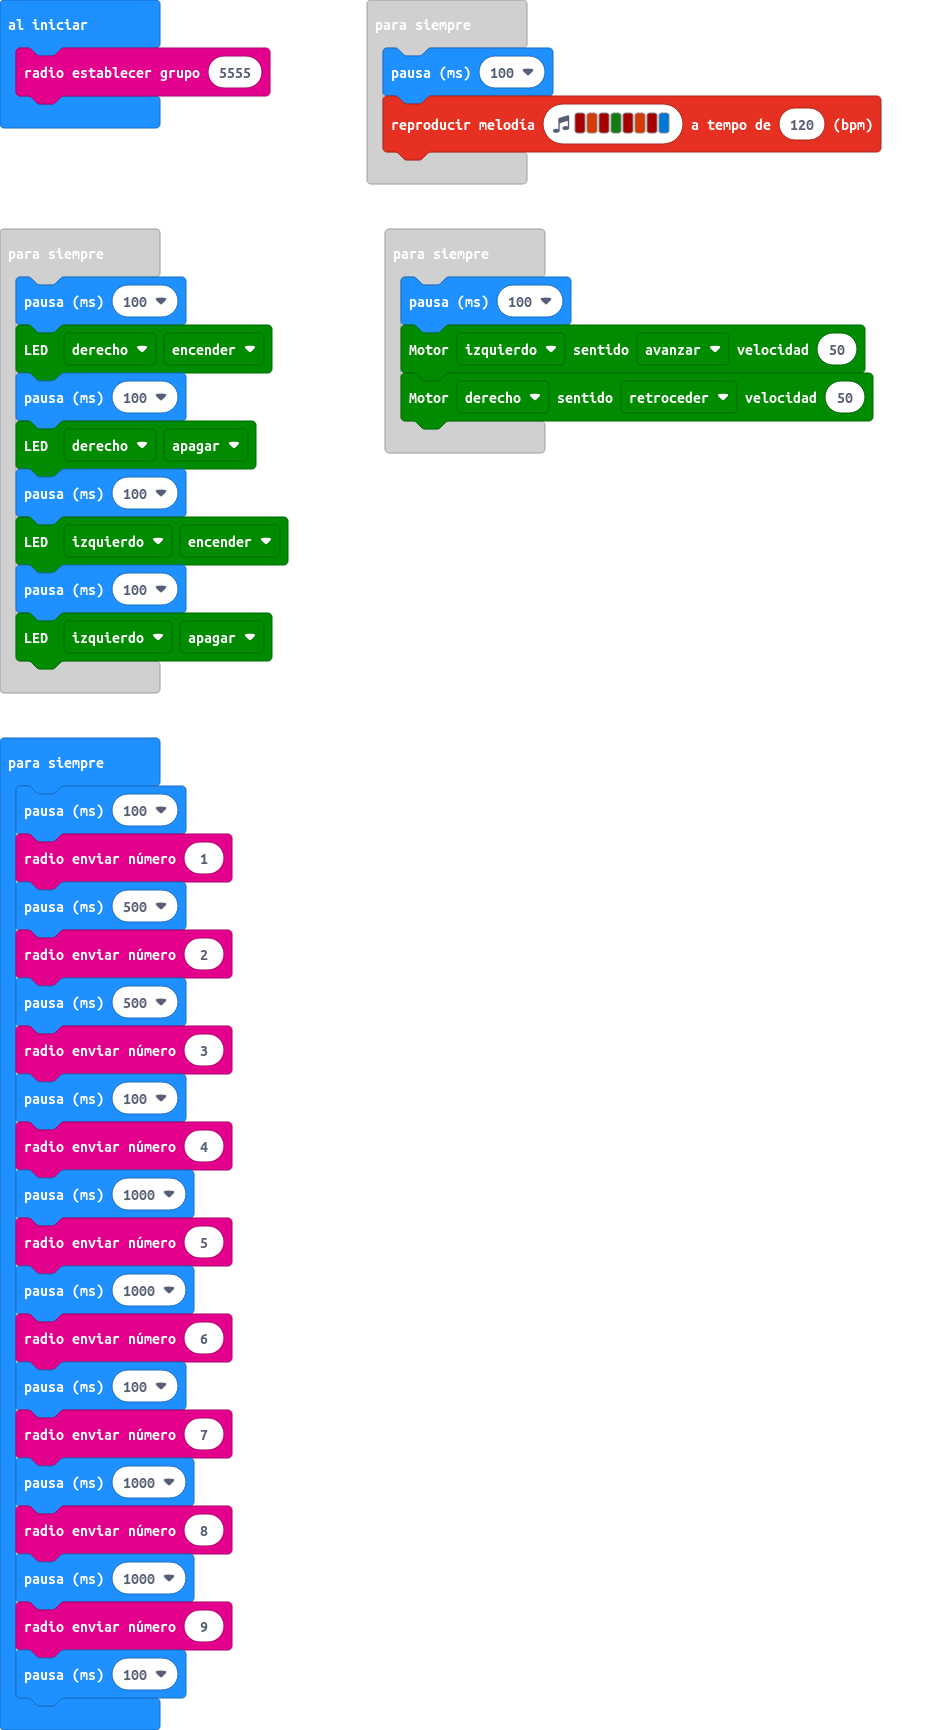 al iniciar
radio establecer grupo 5555
para siempre
pausa (ms) 100
reproducir melodía a tempo de 120 (bpm)
para siempre
pausa (ms) 100
LED derecho encender
pausa (ms) 100
LED derecho apagar
pausa (ms) 100
LED izquierdo encender
pausa (ms) 100
LED izquierdo apagar
para siempre
pausa (ms) 100
Motor izquierdo sentido avanzar velocidad 50
Motor derecho sentido retroceder velocidad 50
para siempre
pausa (ms) 100
radio enviar número 1
pausa (ms) 500
radio enviar número 2
pausa (ms) 500
radio enviar número 3
pausa (ms) 100
radio enviar número 4
pausa (ms) 1000
radio enviar número 5
pausa (ms) 1000
radio enviar número 6
pausa (ms) 100
radio enviar número 7
pausa (ms) 1000
radio enviar número 8
pausa (ms) 1000
radio enviar número 9
pausa (ms) 100